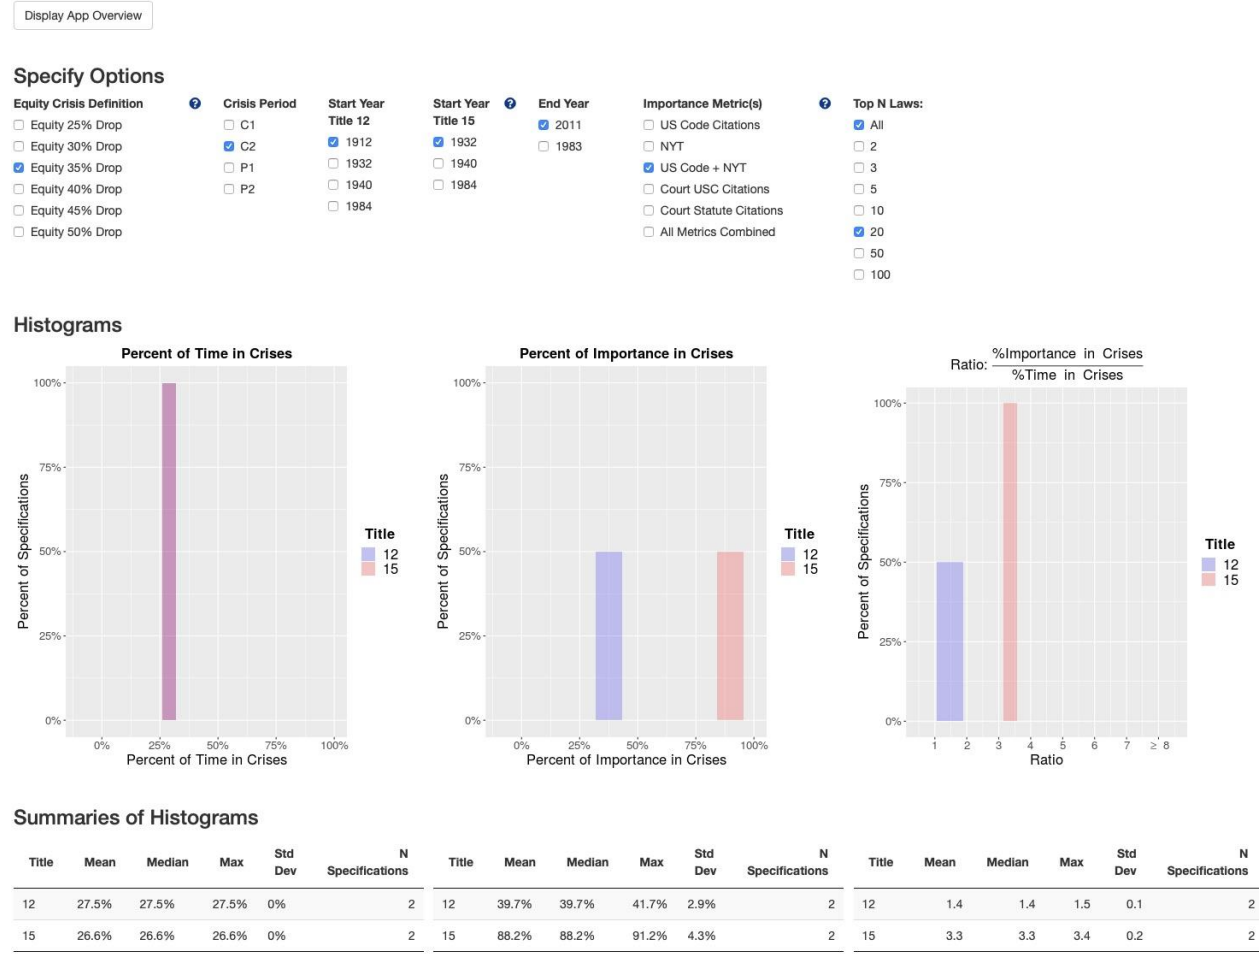 Display App Overview
Specify Options
Equity Crisis Definition
Equity 25% Drop
Equity 30% Drop
Equity 35% Drop
Equity 40% Drop
Equity 45% Drop
Equity 50% Drop
?
Crisis Period
C1
C2
P1
P2
Start Year
Title 12
1912
1932
1940
1984
Start Year
Title 15
?
1932
1940
1984
End Year
2011
1983
Importance Metric(s)
?
US Code Citations
NYT
US Code + NYT
Court USC Citations
Court Statute Citations
All Metrics Combined
Top N Laws:
All
2
3
5
10
20
50
100
Histograms
Percent of Time in Crises
100%
75%
50%
25%
0%
Percent of Specifications
0% 25% 50% 75% 100%
Percent of Time in Crises
Title
12
15
Percent of Importance in Crises
100%
75%
50%
25%
0%
Percent of Specifications
0% 25% 50% 75% 100%
Percent of Importance in Crises
Title
12
15
Ratio: %Importance in Crises
%Time in Crises
100%
75%
50%
25%
0%
Percent of Specifications
1 2 3 4 5 6 7 ≥ 8
Ratio
Title
12
15
Summaries of Histograms
Title Mean Median Max Std Dev N Specifications
12 27.5% 27.5% 27.5% 0% 2
15 26.6% 26.6% 26.6% 0% 2
Title Mean Median Max Std Dev N Specifications
12 39.7% 39.7% 41.7% 2.9% 2
15 88.2% 88.2% 91.2% 4.3% 2
Title Mean Median Max Std Dev N Specifications
12 1.4 1.4 1.5 0.1 2
15 3.3 3.3 3.4 0.2 2